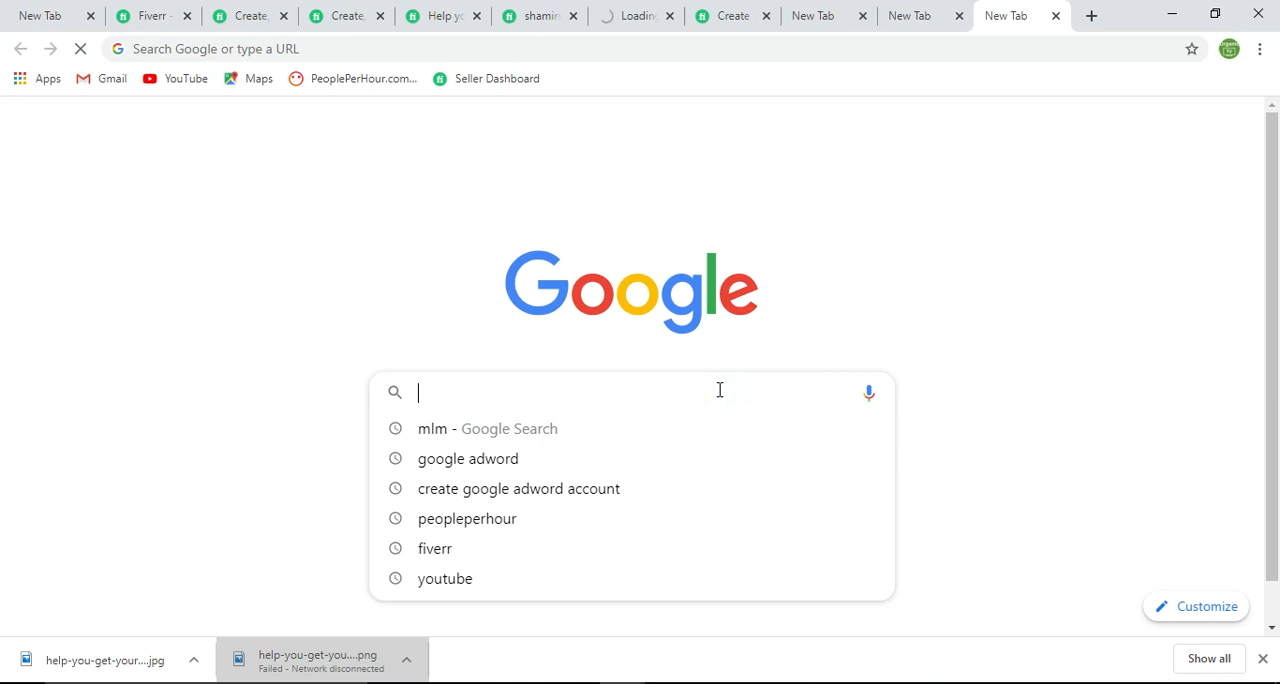 New Tab Fiverr - Create, Create, Help yo shamin Loading Create New Tab New Tab New Tab
Search Google or type a URL
Apps Gmail YouTube Maps PeoplePerHour.com... Seller Dashboard
Google
mlm - Google Search
google adword
create google adword account
peopleperhour
fiverr
youtube
Customize
help-you-get-your....jpg
help-you-get-you....png
Failed - Network disconnected
Show all